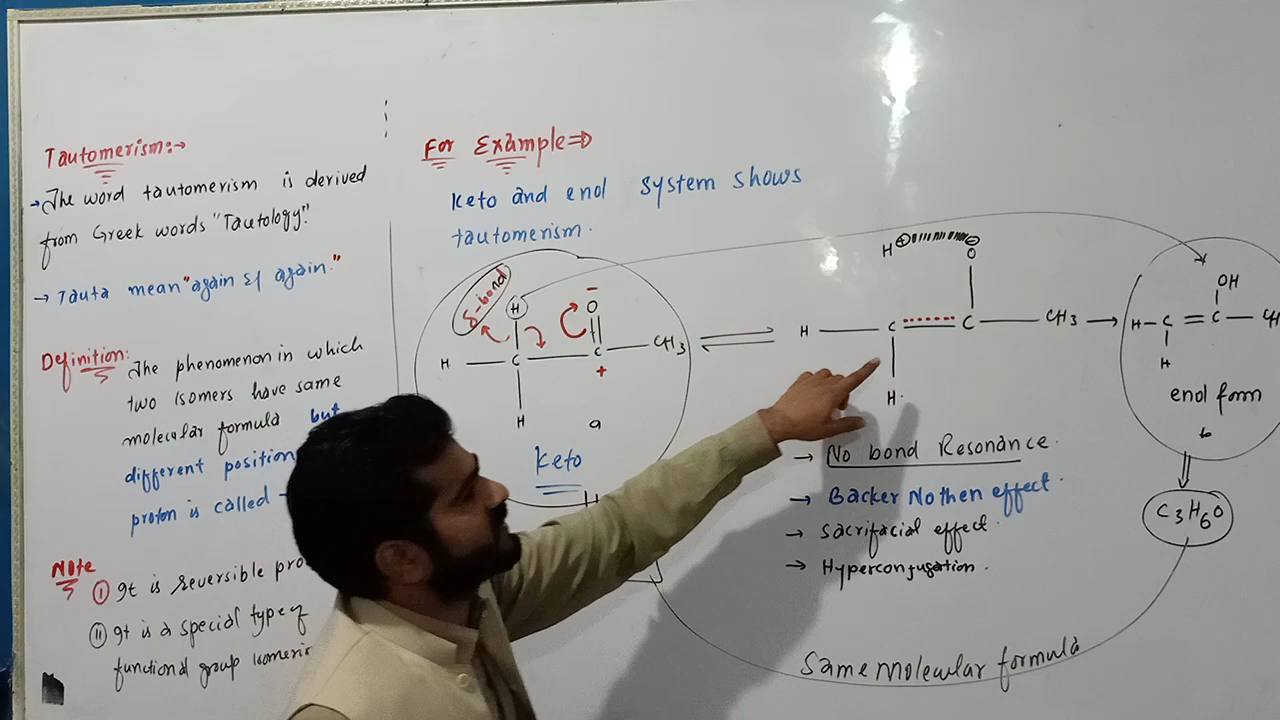 Tautomerism:→
→The word tautomerism is derived
from Greek words "Tautology".
→ Tauta mean "again & again."
Definition: The phenomenon in which
two isomers have same
molecular formula but
different position
proton is called
Note
(i) It is reversible pro
(ii) It is a special type of
functional group isomeri
For Example⇒
Keto and enol system shows
tautomerism.
δ-bond
H
O
−
H
C
C
CH3
+
H
a
Keto
H
H
⊕
⊖
O
H
C
C
CH3
H
→
OH
H-C=C-CH
H
enol form
b
C3H6O
→ No bond Resonance.
→ Backer Nothen effect.
→ Sacrifacial effect.
→ Hyperconjugation.
Same molecular formula